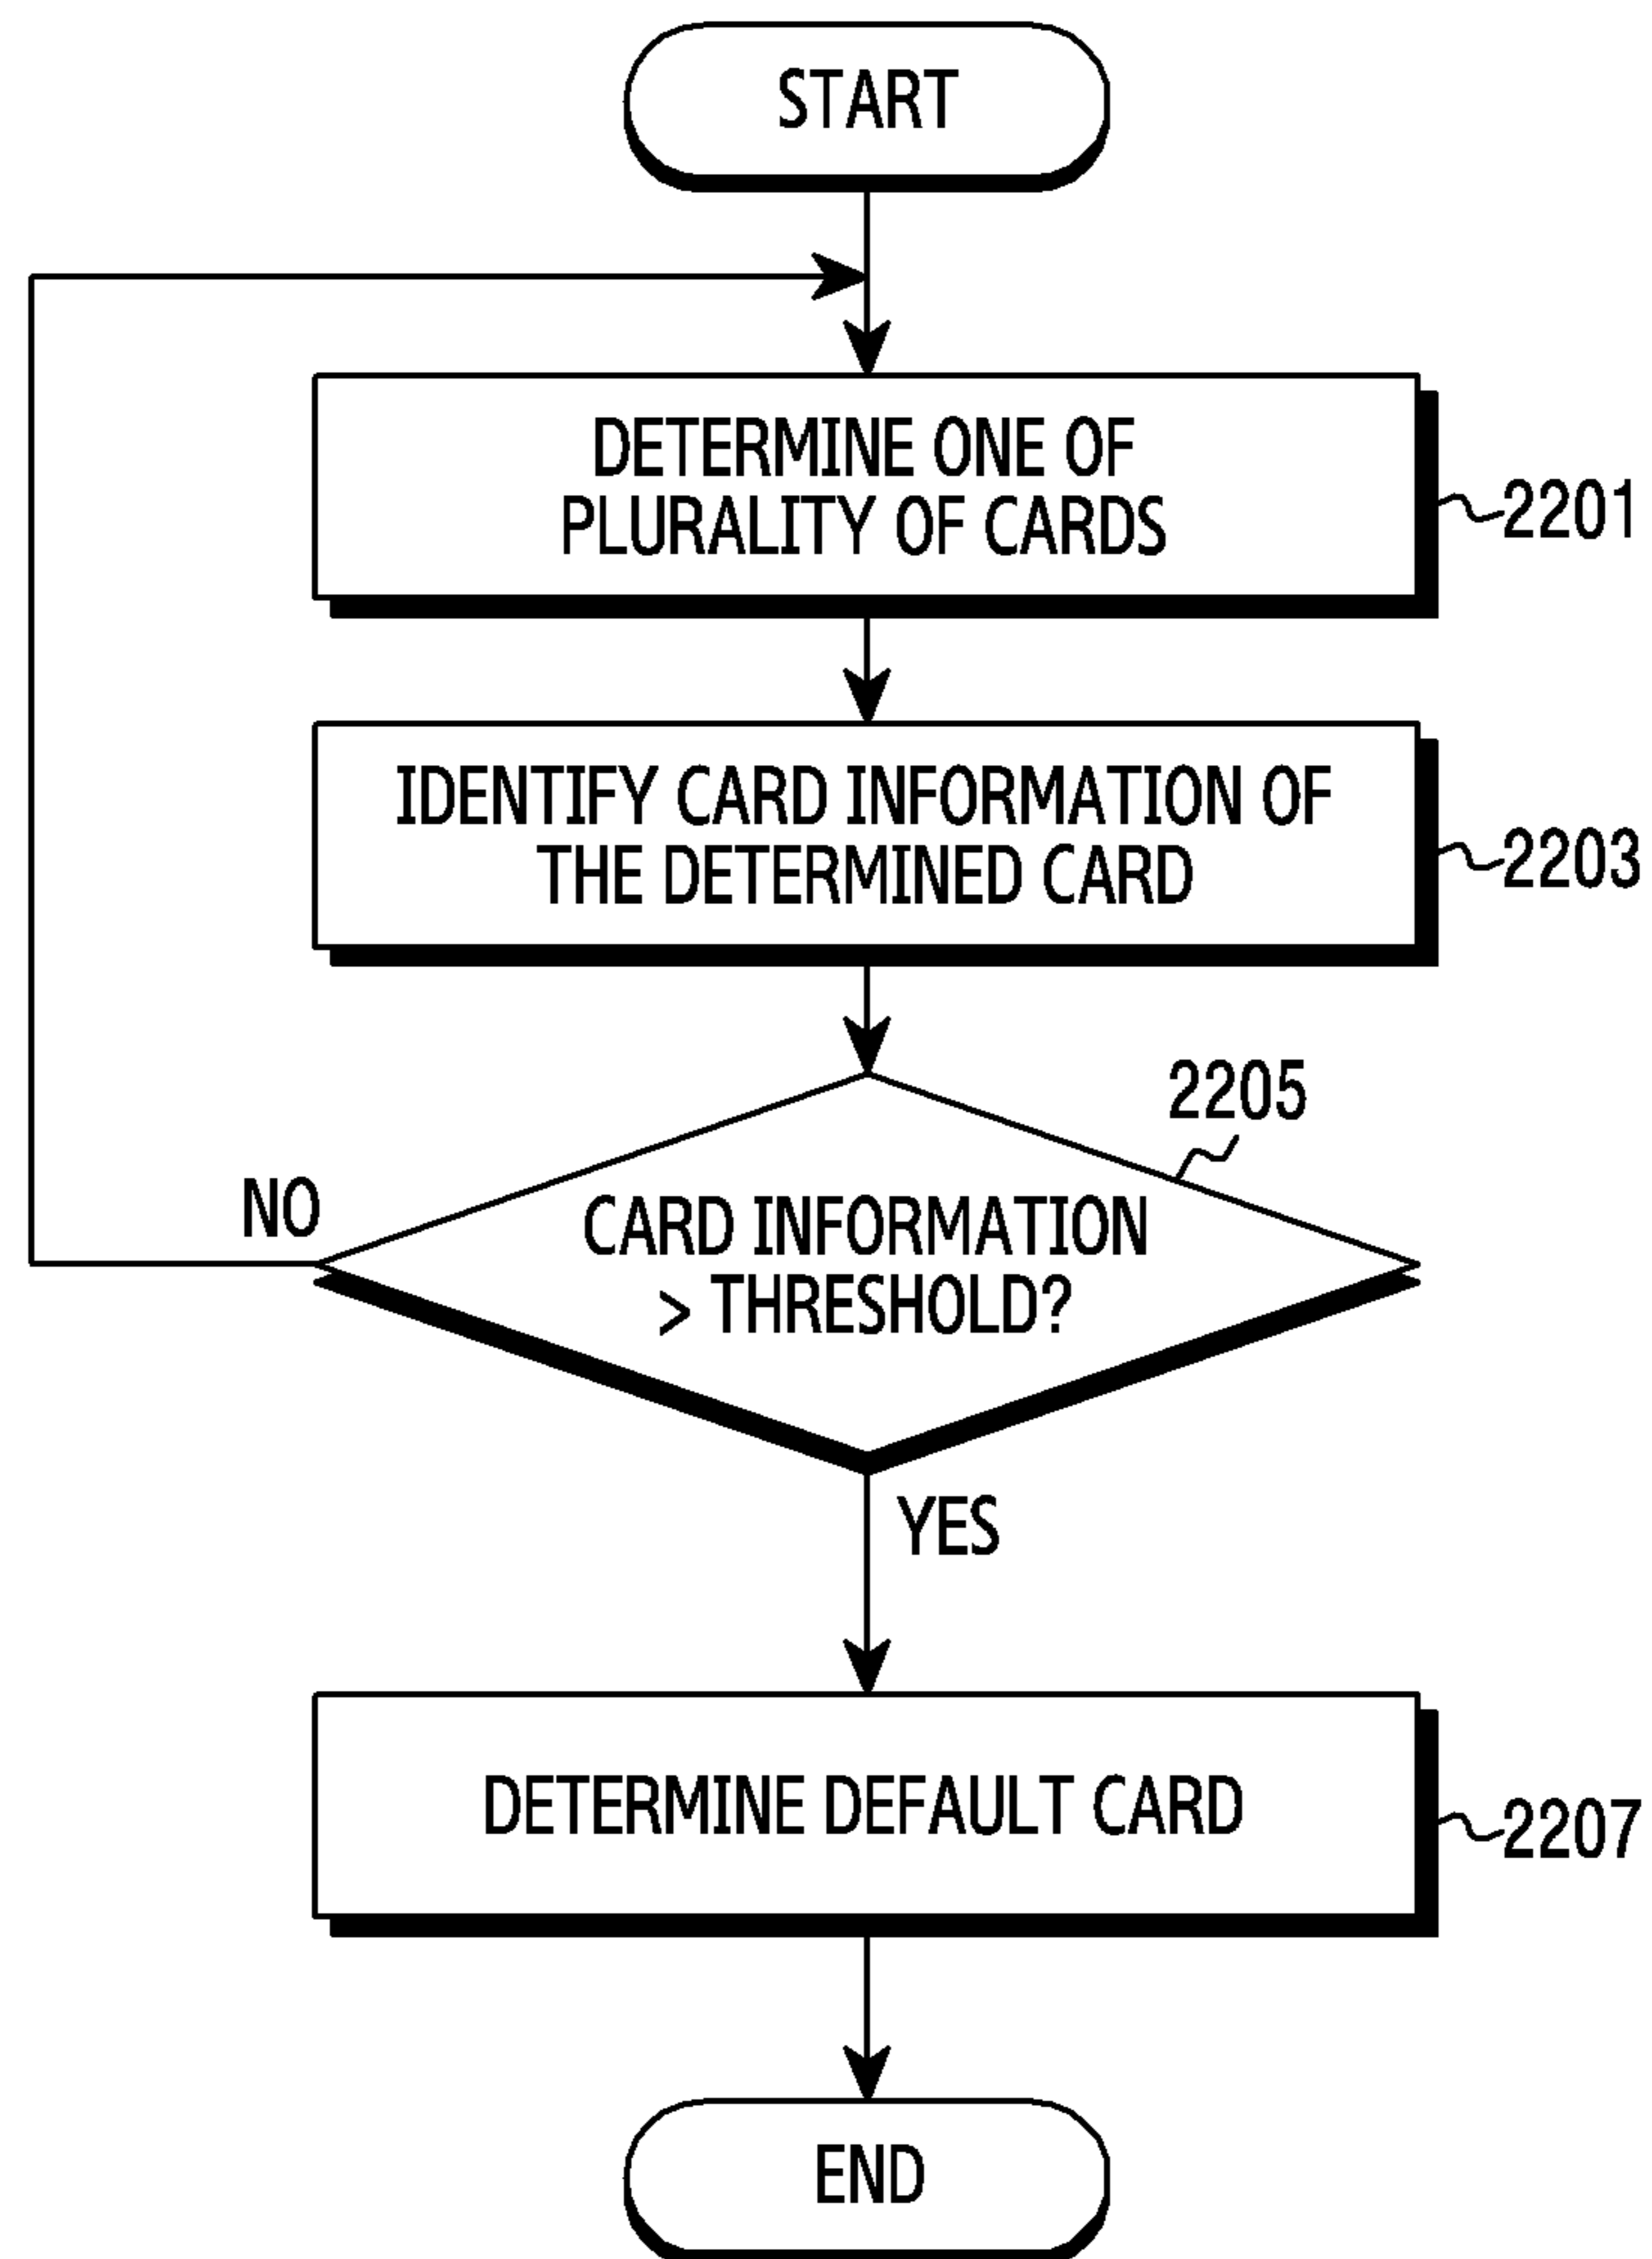 START
DETERMINE ONE OF
PLURALITY OF CARDS
2201
IDENTIFY CARD INFORMATION OF
THE DETERMINED CARD
2203
2205
NO
CARD INFORMATION
> THRESHOLD?
YES
DETERMINE DEFAULT CARD
2207
END